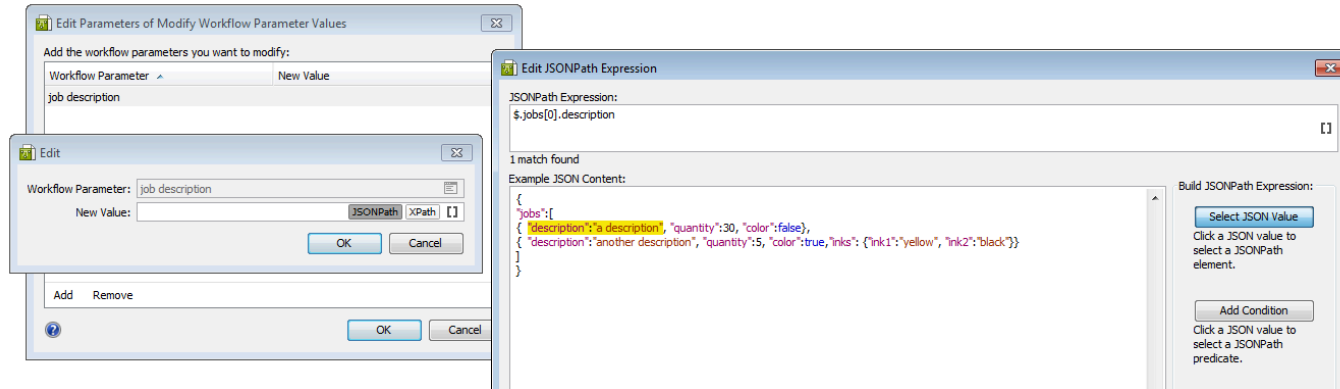 Edit Parameters of Modify Workflow Parameter Values
Add the workflow parameters you want to modify:
Workflow Parameter New Value
job description
Edit
Workflow Parameter: job description
New Value: JSONPath XPath []
OK Cancel
Add Remove
OK Cancel
Edit JSONPath Expression
JSONPath Expression:
$.jobs[0].description
[]
1 match found
Example JSON Content:
{
"jobs":[
{ "description":"a description", "quantity":30, "color":false},
{ "description":"another description", "quantity":5, "color":true,"inks": {"ink1":"yellow", "ink2":"black"}}
]
}
Build JSONPath Expression:
Select JSON Value
Click a JSON value to
select a JSONPath
element.
Add Condition
Click a JSON value to
select a JSONPath
predicate.